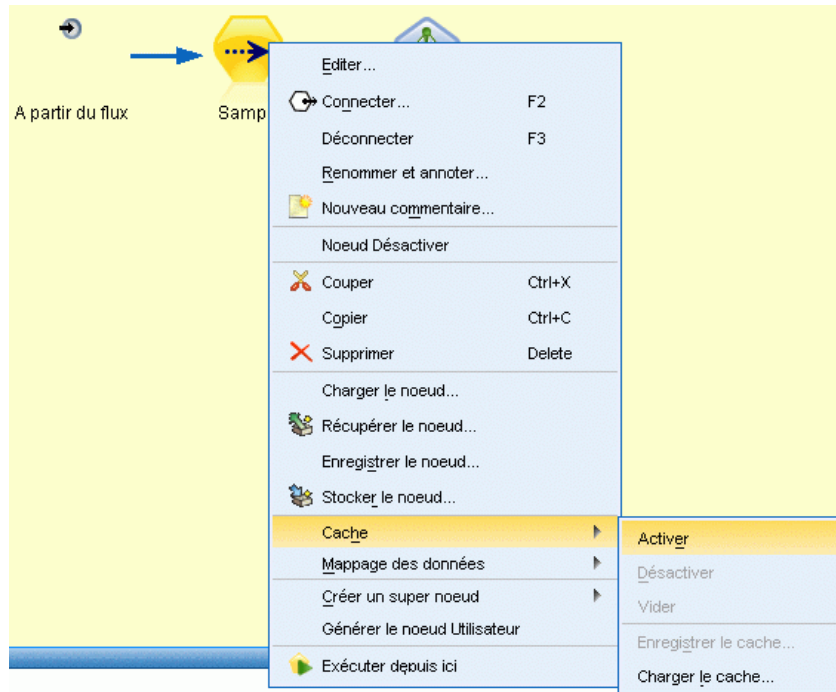 A partir du flux
Samp
Editer...
Connecter... F2
Déconnecter F3
Renommer et annoter...
Nouveau commentaire...
Noeud Désactiver
Couper Ctrl+X
Copier Ctrl+C
Supprimer Delete
Charger le noeud...
Récupérer le noeud...
Enregistrer le noeud...
Stocker le noeud...
Cache
Mappage des données
Créer un super noeud
Générer le noeud Utilisateur
Exécuter depuis ici
Activer
Désactiver
Vider
Enregistrer le cache...
Charger le cache...